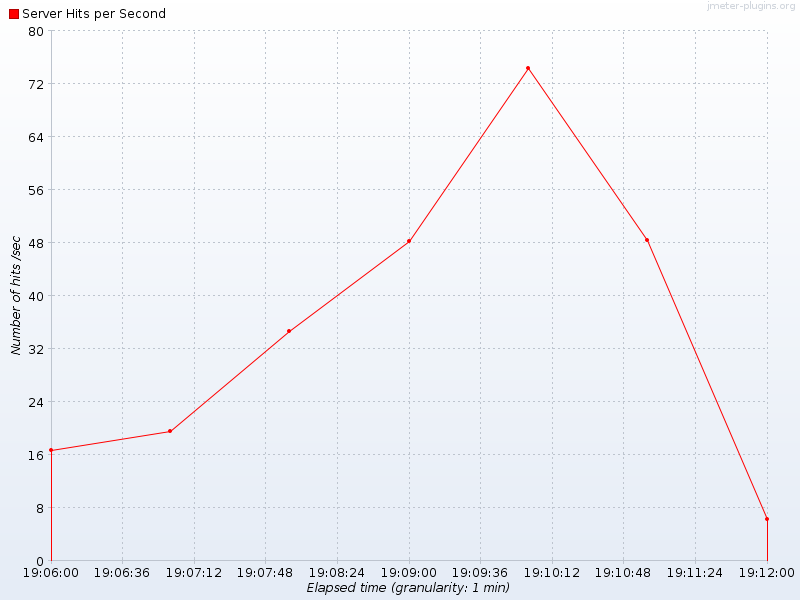 jmeter-plugins.org
Server Hits per Second
80
72
64
56
48
40
32
24
16
8
0
Number of hits /sec
19:06:00 19:06:36 19:07:12 19:07:48 19:08:24 19:09:00 19:09:36 19:10:12 19:10:48 19:11:24 19:12:00
Elapsed time (granularity: 1 min)